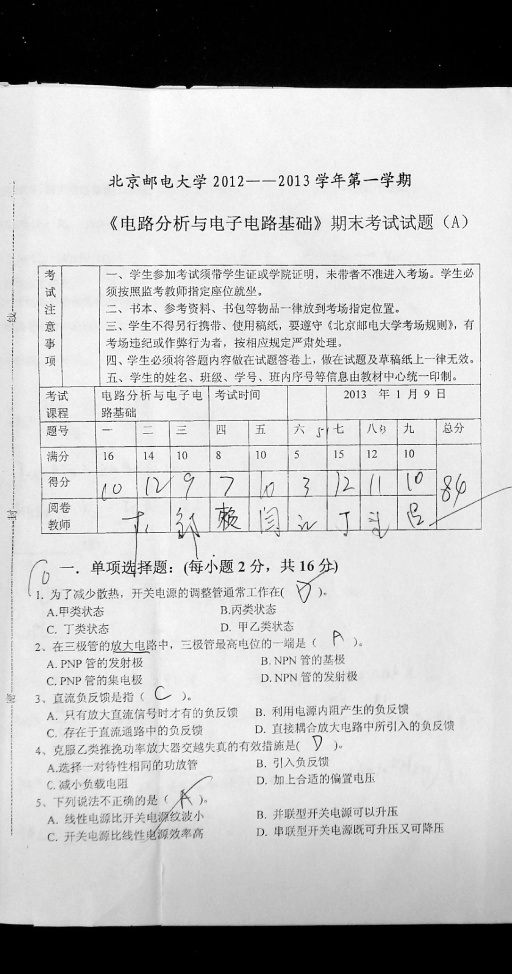 北京邮电大学 2012——2013 学年第一学期
《电路分析与电子电路基础》期末考试试题（A）
考试注意事项
一、学生参加考试须带学生证或学院证明，未带者不准进入考场。学生必须按照监考教师指定座位就坐。
二、书本、参考资料、书包等物品一律放到考场指定位置。
三、学生不得另行携带、使用稿纸，要遵守《北京邮电大学考场规则》，有考场违纪或作弊行为者，按相应规定严肃处理。
四、学生必须将答题内容做在试题答卷上，做在试题及草稿纸上一律无效。
五、学生的姓名、班级、学号、班内序号等信息由教材中心统一印制。
考试课程 电路分析与电子电路基础 考试时间 2013 年 1 月 9 日
题号 一 二 三 四 五 六 七 八 九 总分
满分 16 14 10 8 10 5 15 12 10
得分 10 12 9 7 10 3 12 11 10 84
阅卷教师
10 一．单项选择题：(每小题 2 分，共 16 分)
1. 为了减少散热，开关电源的调整管通常工作在( D )。
A.甲类状态 B.丙类状态
C. 丁类状态 D. 甲乙类状态
2、在三极管的放大电路中，三极管最高电位的一端是（ A ）。
A. PNP 管的发射极 B. NPN 管的基极
C.PNP 管的集电极 D. NPN 管的发射极
3、直流负反馈是指（ C ）。
A. 只有放大直流信号时才有的负反馈 B. 利用电源内阻产生的负反馈
C. 存在于直流通路中的负反馈 D. 直接耦合放大电路中所引入的负反馈
4、克服乙类推挽功率放大器交越失真的有效措施是( D )。
A.选择一对特性相同的功放管 B. 引入负反馈
C. 减小负载电阻 D. 加上合适的偏置电压
5、下列说法不正确的是（ A ）。
A. 线性电源比开关电源纹波小 B. 并联型开关电源可以升压
C. 开关电源比线性电源效率高 D. 串联型开关电源既可升压又可降压